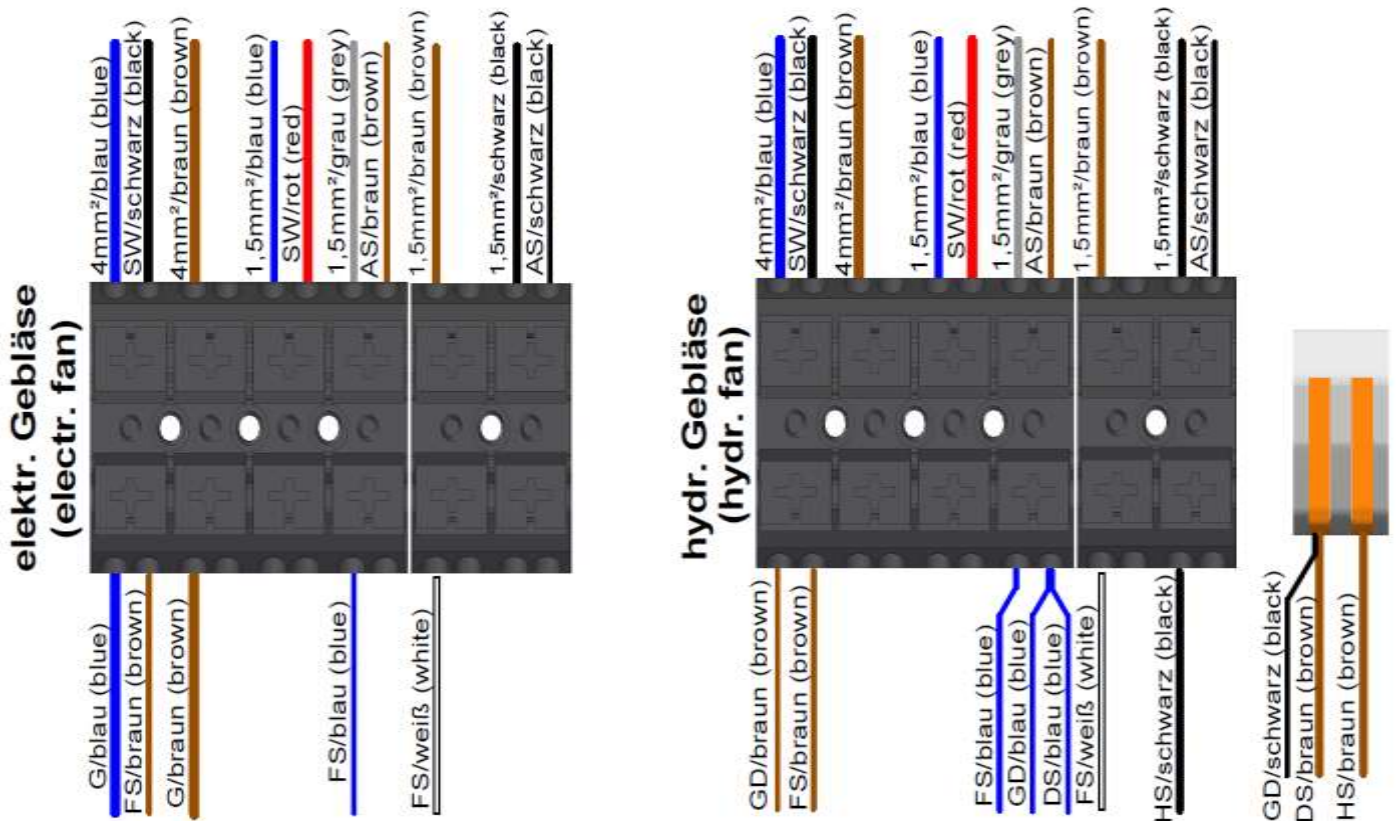 elektr. Gebläse
(electr. fan)
4mm²/blau (blue)
SW/schwarz (black)
4mm²/braun (brown)
1,5mm²/blau (blue)
SW/rot (red)
1,5mm²/grau (grey)
AS/braun (brown)
1,5mm²/braun (brown)
1,5mm²/schwarz (black)
AS/schwarz (black)
G/blau (blue)
FS/braun (brown)
G/braun (brown)
FS/blau (blue)
FS/weiß (white)
hydr. Gebläse
(hydr. fan)
4mm²/blau (blue)
SW/schwarz (black)
4mm²/braun (brown)
1,5mm²/blau (blue)
SW/rot (red)
1,5mm²/grau (grey)
AS/braun (brown)
1,5mm²/braun (brown)
1,5mm²/schwarz (black)
AS/schwarz (black)
GD/braun (brown)
FS/braun (brown)
FS/blau (blue)
GD/blau (blue)
DS/blau (blue)
FS/weiß (white)
HS/schwarz (black)
GD/schwarz (black)
DS/braun (brown)
HS/braun (brown)